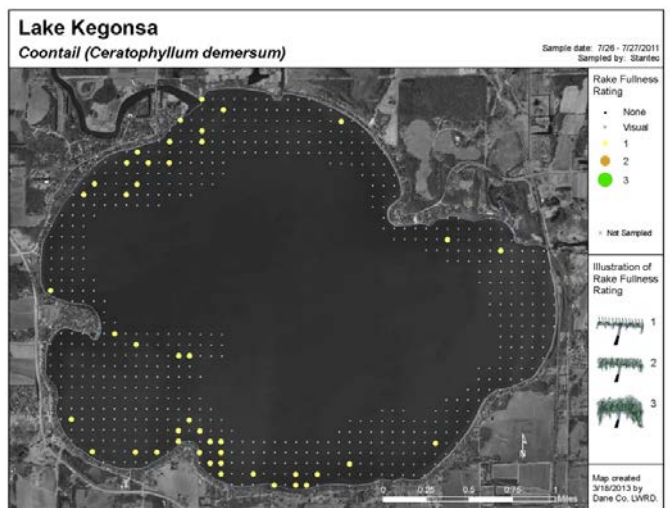 Lake Kegonsa
Coontail (Ceratophyllum demersum)
Sample date: 7/26 - 7/27/2011
Sampled by: Stantec
Rake Fullness
Rating
None
Visual
1
2
3
Not Sampled
Illustration of
Rake Fullness
Rating
1
2
3
N
0 0.25 0.5 0.75 1
Miles
Map created
3/18/2013 by
Dane Co. LWRD.